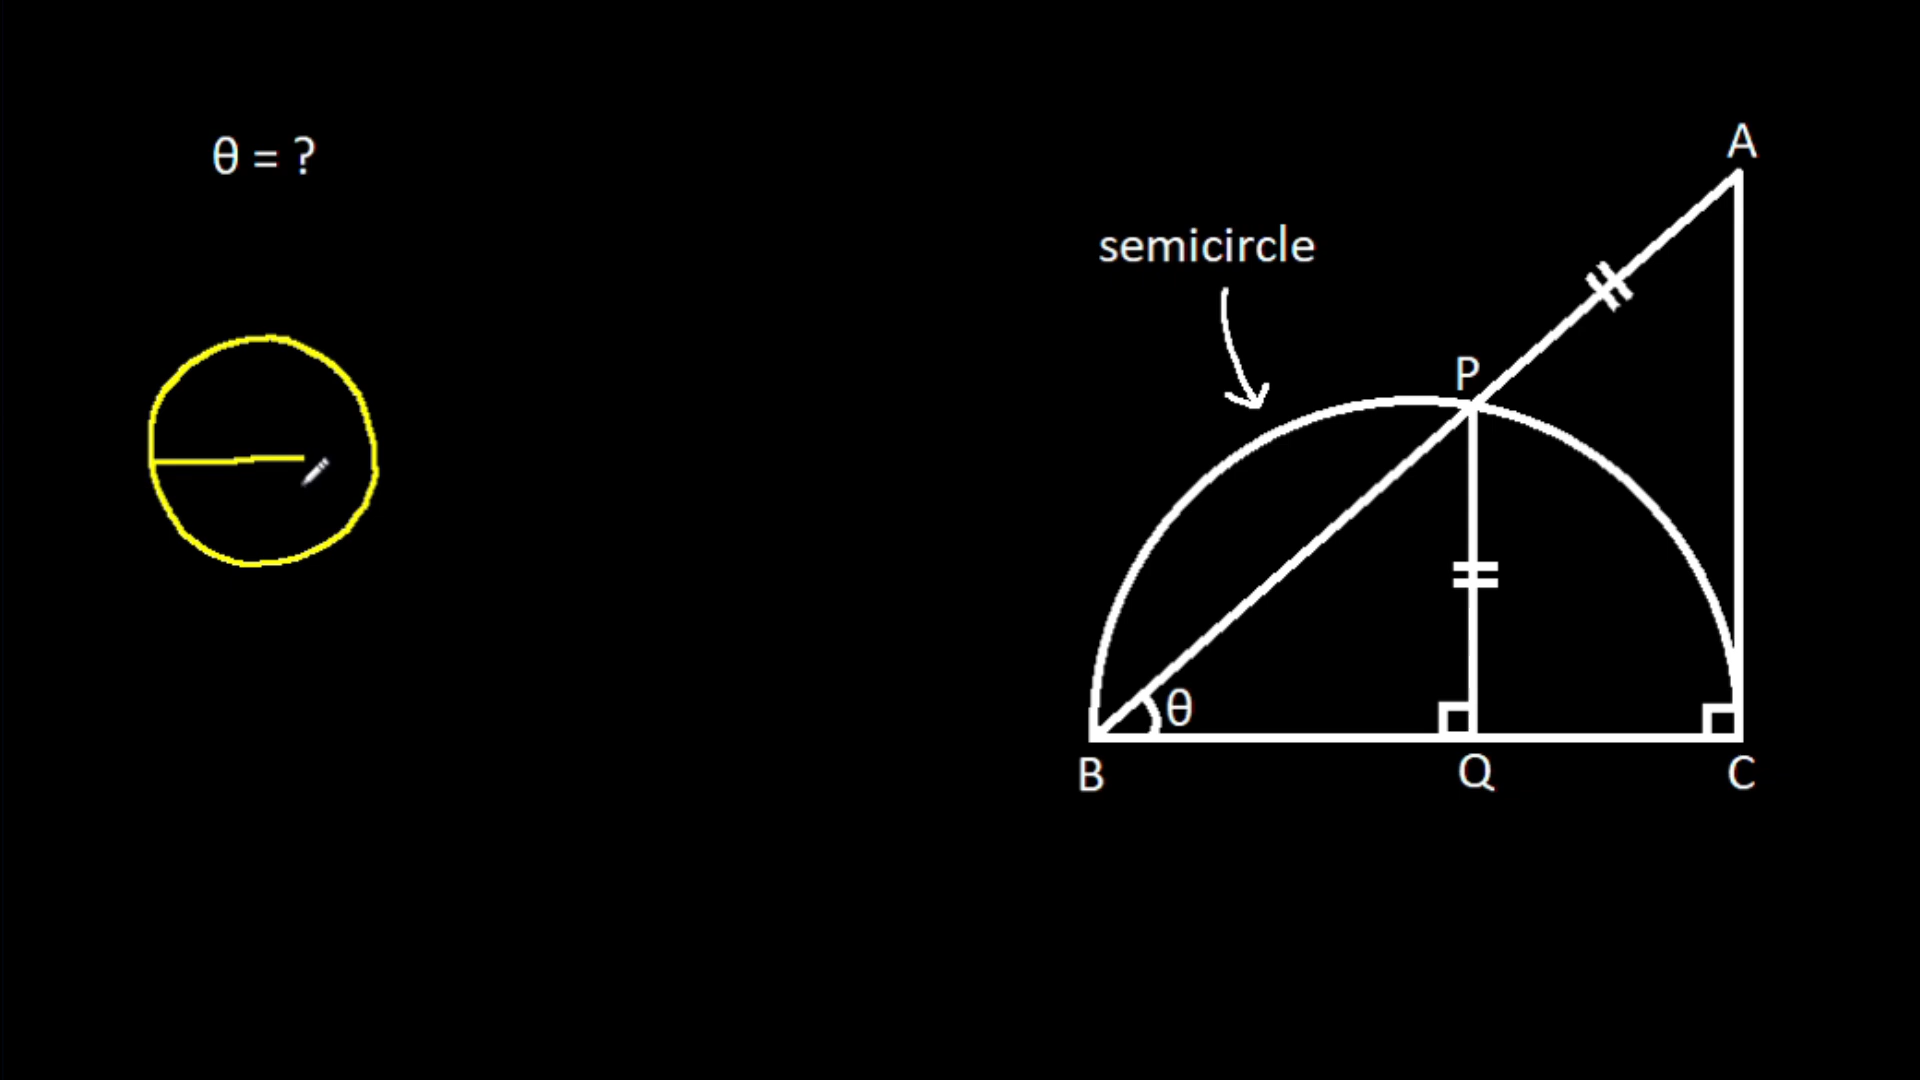 θ = ?
semicircle
A
P
θ
B
Q
C